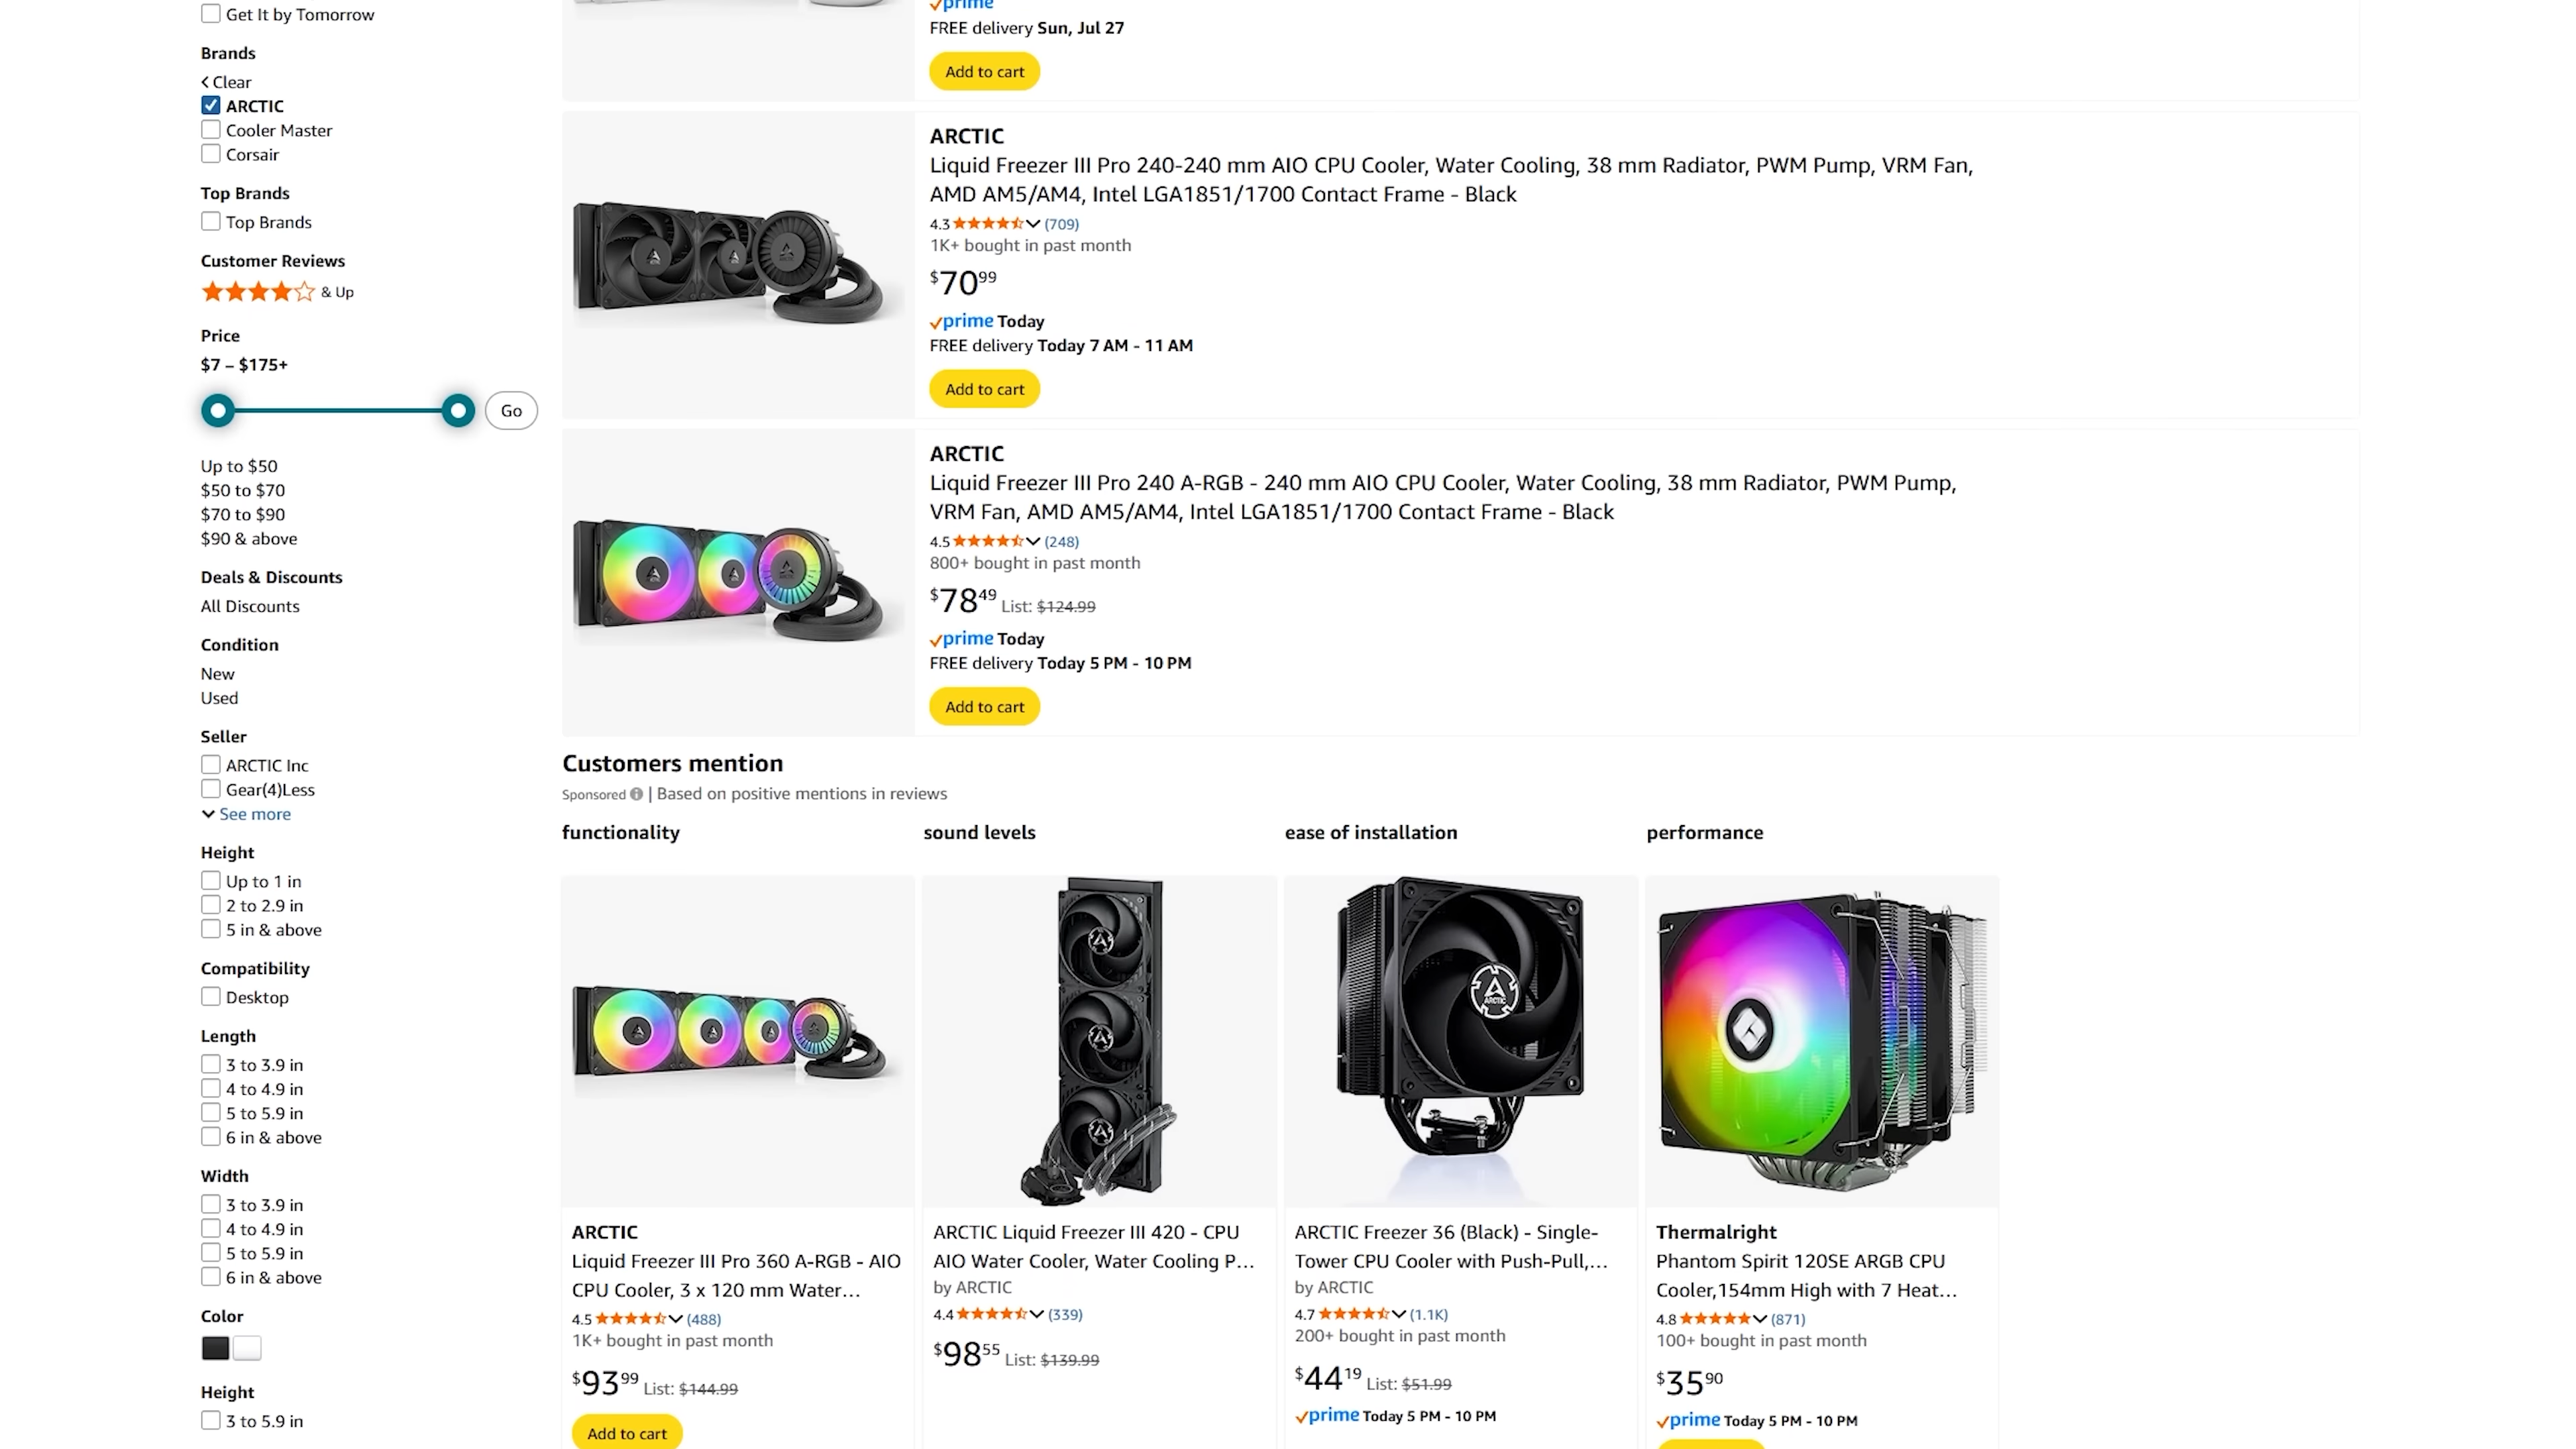 Get It by Tomorrow
Brands
Clear
ARCTIC
Cooler Master
Corsair
Top Brands
Top Brands
Customer Reviews
& Up
Price
$7 – $175+
Go
Up to $50
$50 to $70
$70 to $90
$90 & above
Deals & Discounts
All Discounts
Condition
New
Used
Seller
ARCTIC Inc
Gear(4)Less
See more
Height
Up to 1 in
2 to 2.9 in
5 in & above
Compatibility
Desktop
Length
3 to 3.9 in
4 to 4.9 in
5 to 5.9 in
6 in & above
Width
3 to 3.9 in
4 to 4.9 in
5 to 5.9 in
6 in & above
Color
Height
3 to 5.9 in
prime
FREE delivery Sun, Jul 27
Add to cart
ARCTIC
Liquid Freezer III Pro 240-240 mm AIO CPU Cooler, Water Cooling, 38 mm Radiator, PWM Pump, VRM Fan,
AMD AM5/AM4, Intel LGA1851/1700 Contact Frame - Black
4.3 (709)
1K+ bought in past month
$7099
prime Today
FREE delivery Today 7 AM - 11 AM
Add to cart
ARCTIC
Liquid Freezer III Pro 240 A-RGB - 240 mm AIO CPU Cooler, Water Cooling, 38 mm Radiator, PWM Pump,
VRM Fan, AMD AM5/AM4, Intel LGA1851/1700 Contact Frame - Black
4.5 (248)
800+ bought in past month
$7849 List: $124.99
prime Today
FREE delivery Today 5 PM - 10 PM
Add to cart
Customers mention
Sponsored | Based on positive mentions in reviews
functionality
ARCTIC
Liquid Freezer III Pro 360 A-RGB - AIO
CPU Cooler, 3 x 120 mm Water…
4.5 (488)
1K+ bought in past month
$9399 List: $144.99
Add to cart
sound levels
ARCTIC Liquid Freezer III 420 - CPU
AIO Water Cooler, Water Cooling P…
by ARCTIC
4.4 (339)
$9855 List: $139.99
ease of installation
ARCTIC
ARCTIC Freezer 36 (Black) - Single-
Tower CPU Cooler with Push-Pull,…
by ARCTIC
4.7 (1.1K)
200+ bought in past month
$4419 List: $51.99
prime Today 5 PM - 10 PM
performance
Thermalright
Phantom Spirit 120SE ARGB CPU
Cooler,154mm High with 7 Heat…
4.8 (871)
100+ bought in past month
$3590
prime Today 5 PM - 10 PM